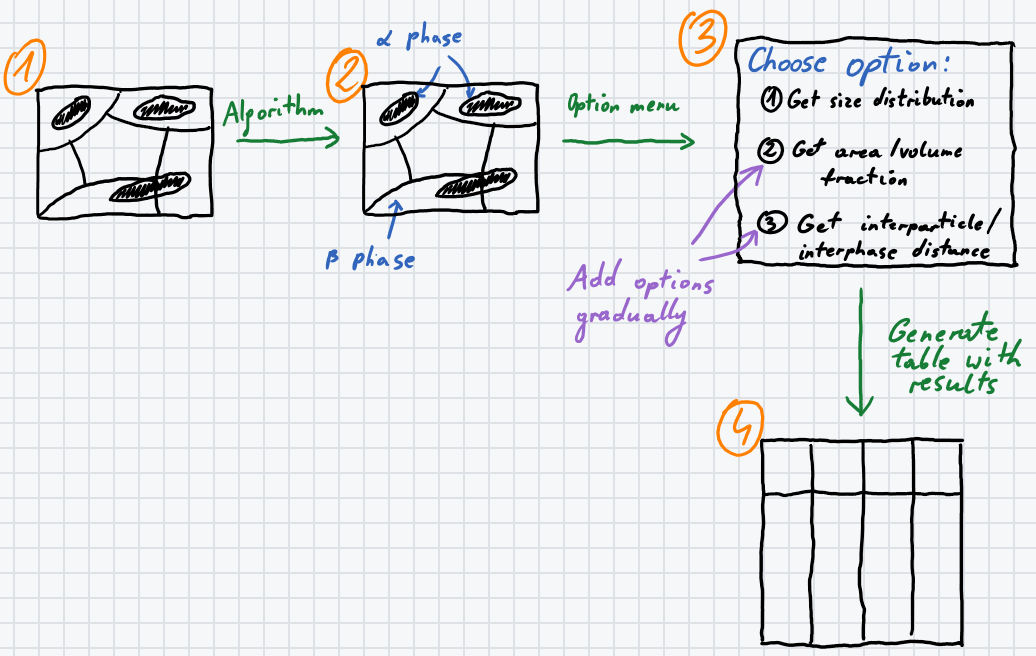 1
Algorithm
2
α phase
β phase
Option menu
3
Choose option:
1 Get size distribution
2 Get area/volume
fraction
3 Get interparticle/
interphase distance
Add options
gradually
Generate
table with
results
4